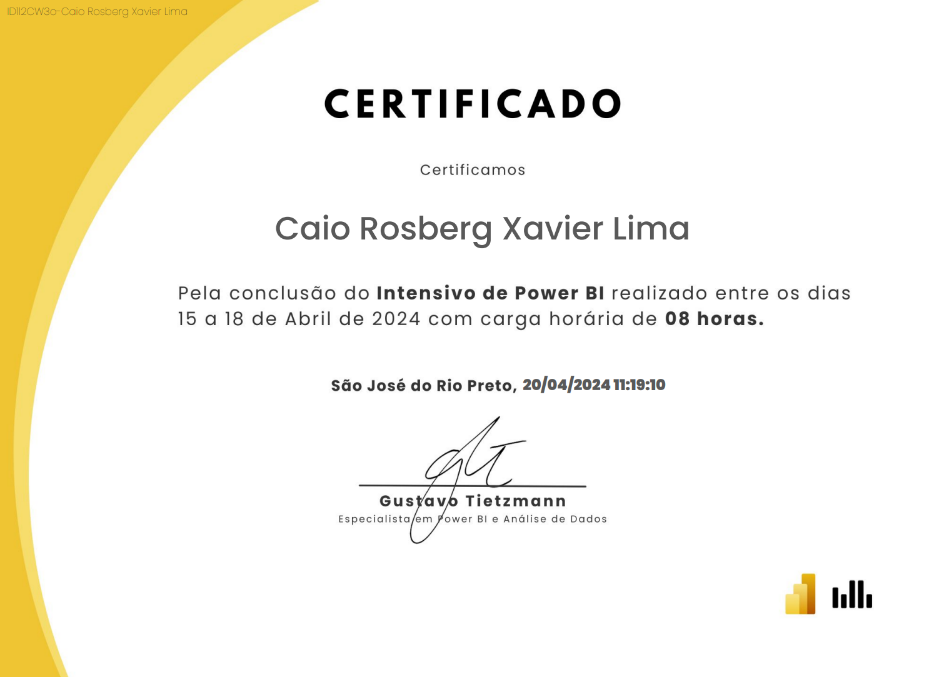 ID112CW3o-Caio Rosberg Xavier Lima
CERTIFICADO
Certificamos
Caio Rosberg Xavier Lima
Pela conclusão do Intensivo de Power BI realizado entre os dias
15 a 18 de Abril de 2024 com carga horária de 08 horas.
São José do Rio Preto, 20/04/2024 11:19:10
Gustavo Tietzmann
Especialista em Power BI e Análise de Dados